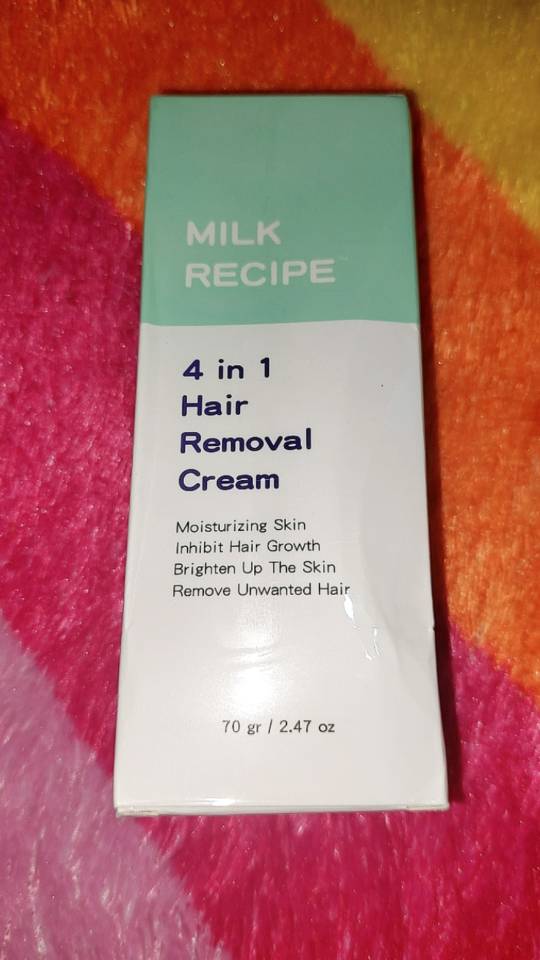 MILK
RECIPE
4 in 1
Hair
Removal
Cream
Moisturizing Skin
Inhibit Hair Growth
Brighten Up The Skin
Remove Unwanted Hair
70 gr / 2.47 oz